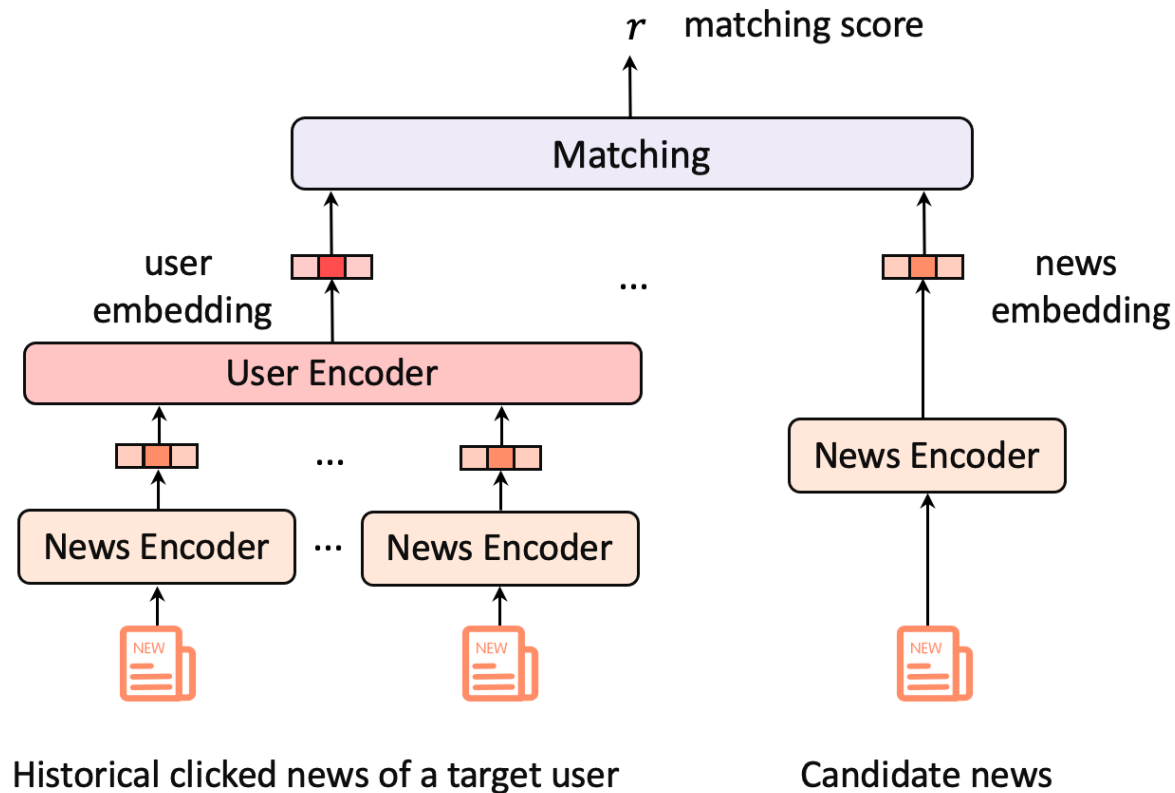 r matching score
Matching
user
embedding
...
news
embedding
User Encoder
...
News Encoder
News Encoder
...
News Encoder
NEW
NEW
NEW
Historical clicked news of a target user
Candidate news